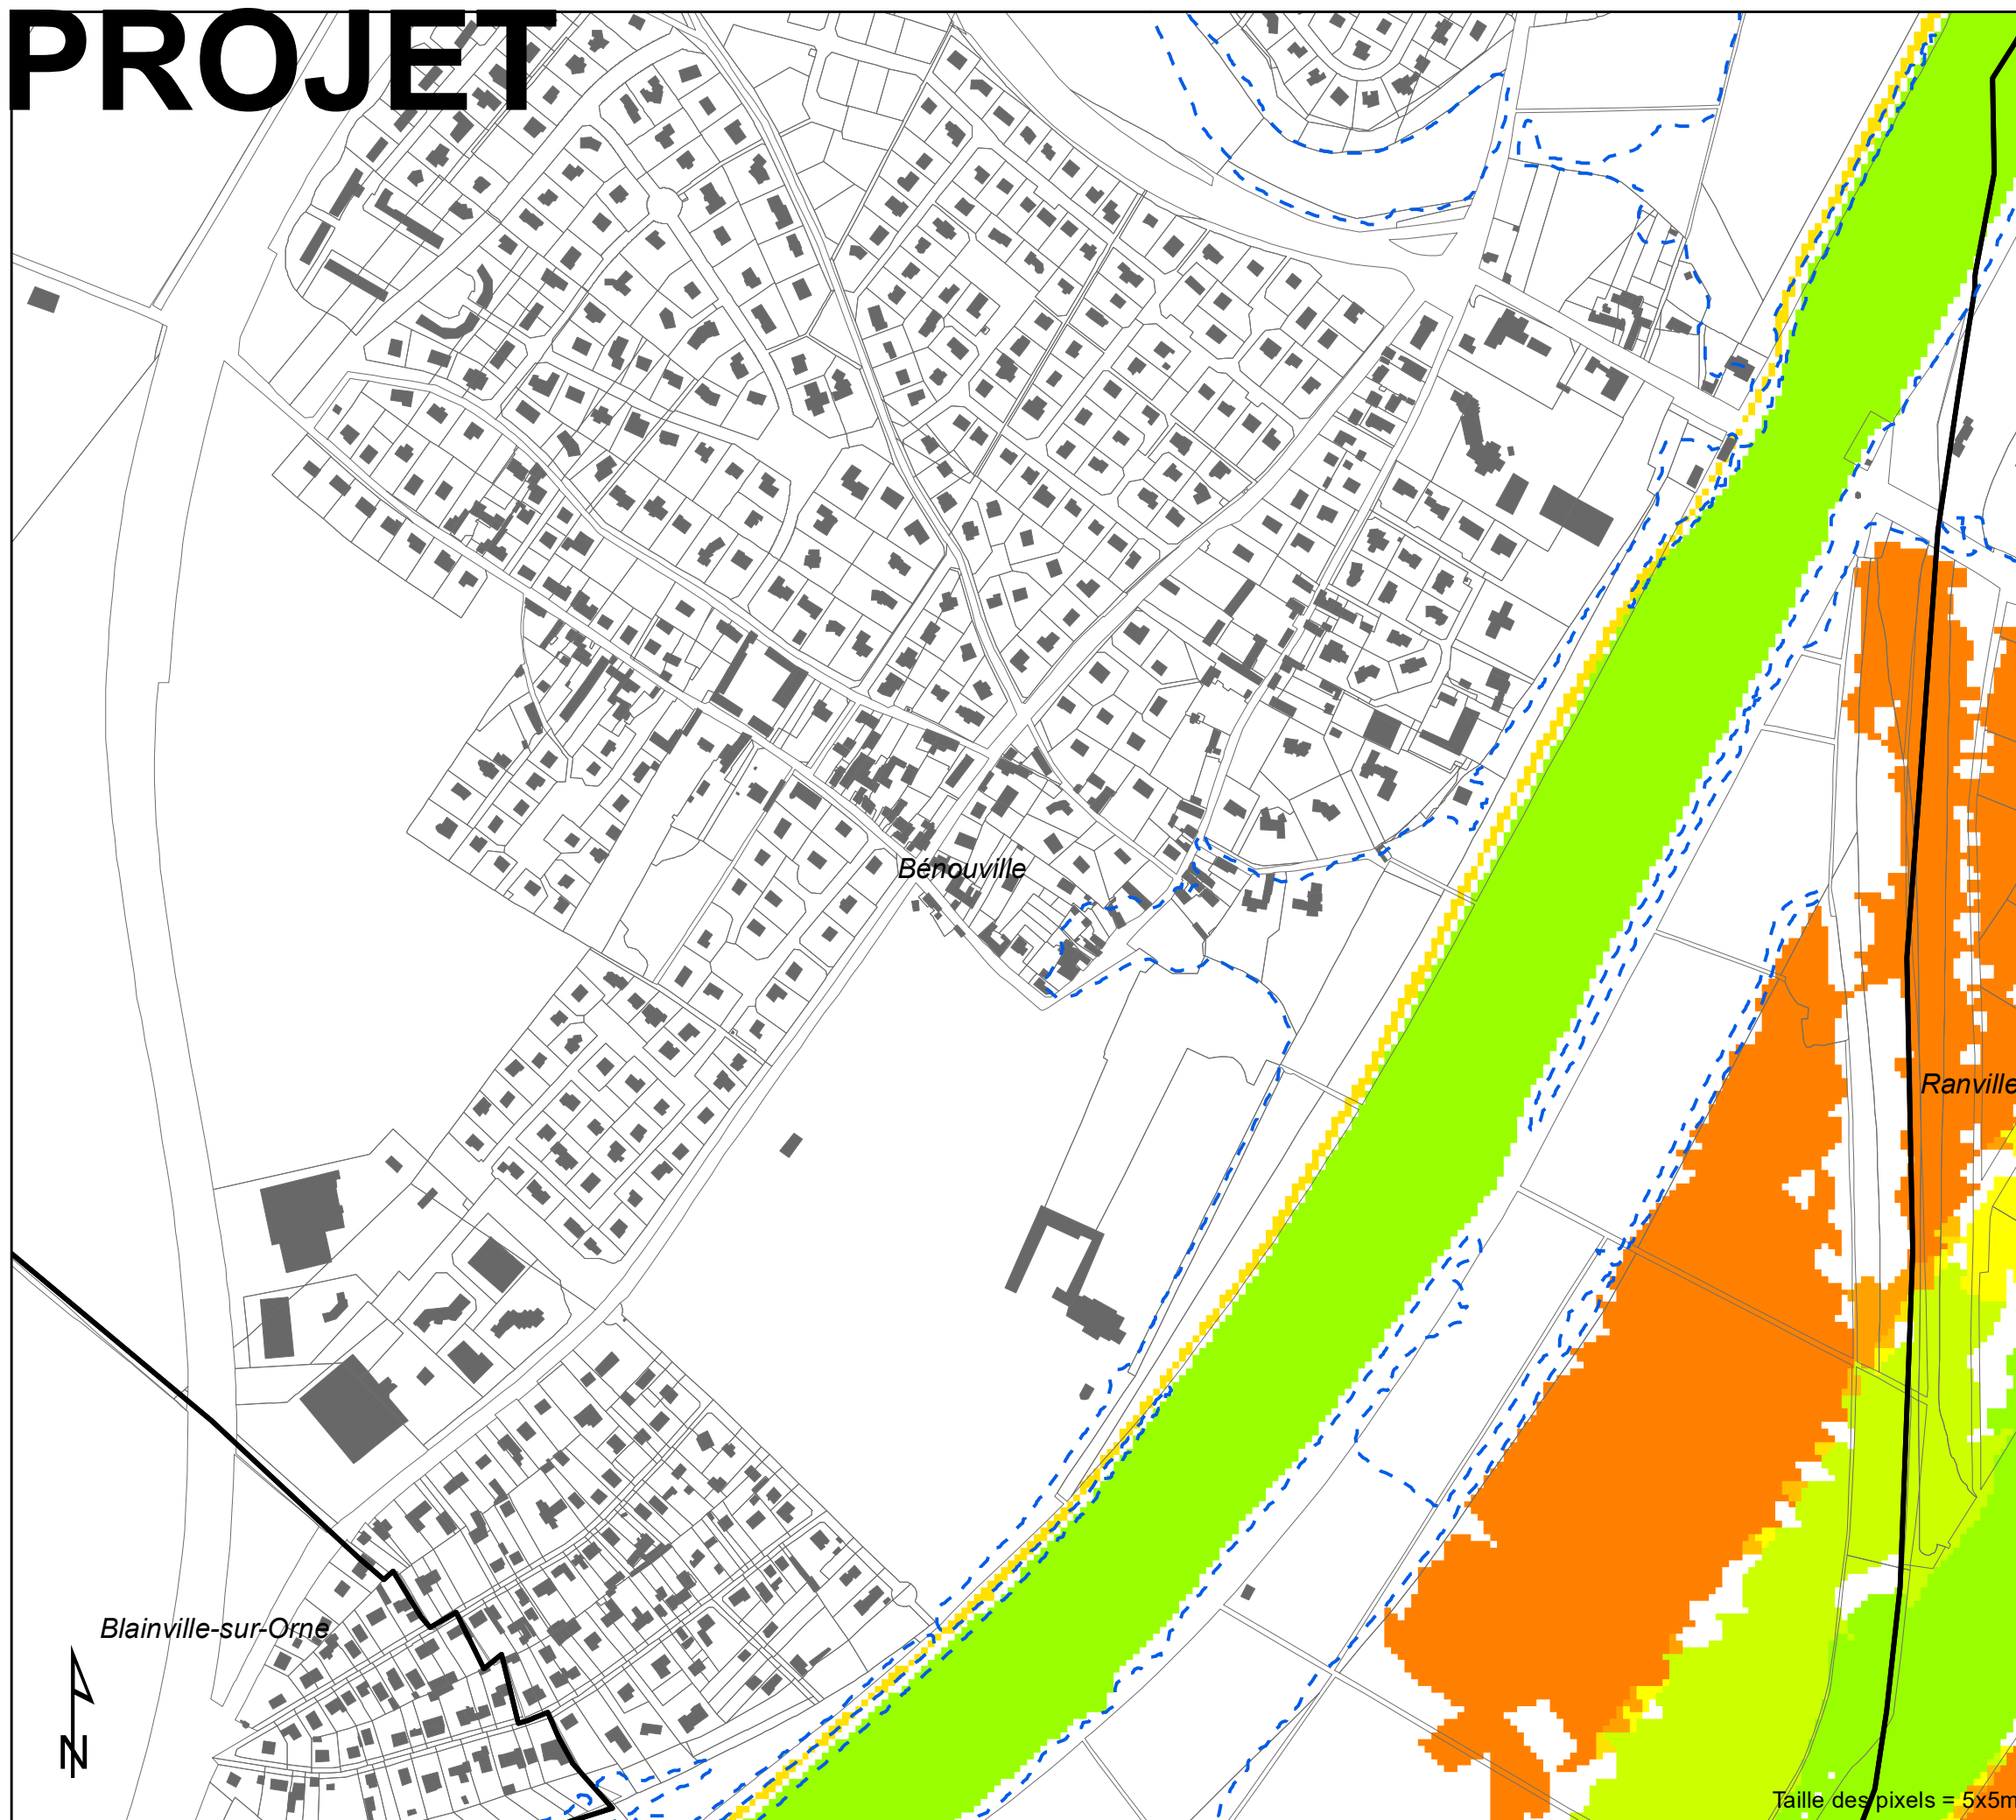 PROJET
Bénouville
Ranville
Blainville-sur-Orne
N
Taille des pixels = 5x5m